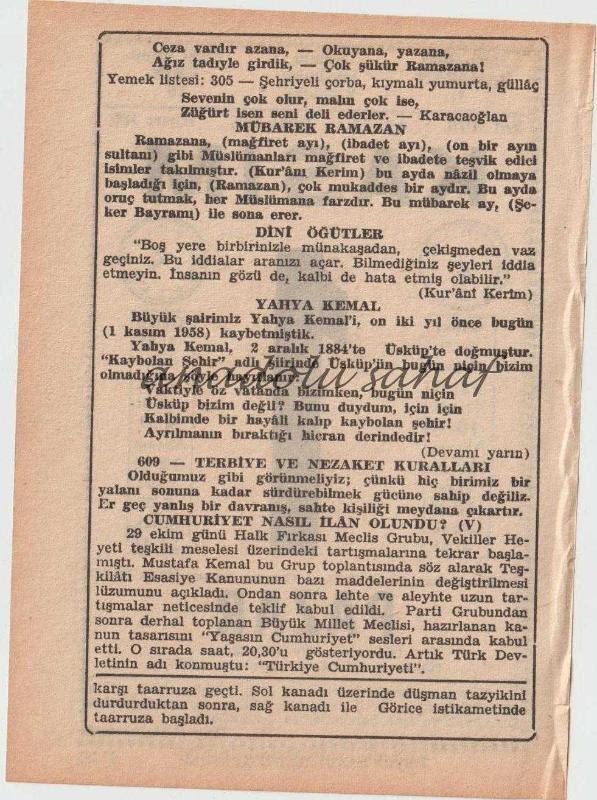 Ceza vardır azana, — Okuyana, yazana,
Ağız tadıyle girdik, — Çok şükür Ramazana!
Yemek listesi: 305 — Şehriyeli çorba, kıymalı yumurta, güllâç
Sevenin çok olur, malın çok ise,
Züğürt isen seni deli ederler. — Karacaoğlan
MÜBAREK RAMAZAN
Ramazana, (mağfiret ayı), (ibadet ayı), (on bir ayın
sultanı) gibi Müslümanları mağfiret ve ibadete teşvik edici
isimler takılmıştır. (Kur'ânı Kerim) bu ayda nâzil olmaya
başladığı için, (Ramazan), çok mukaddes bir aydır. Bu ayda
oruç tutmak, her Müslümana farzdır. Bu mübarek ay, (Şe-
ker Bayramı) ile sona erer.
DİNİ ÖĞÜTLER
"Boş yere birbirinizle münakaşadan, çekişmeden vaz
geçiniz. Bu iddialar aranızı açar. Bilmediğiniz şeyleri iddia
etmeyin. İnsanın gözü de, kalbi de hata etmiş olabilir."
(Kur'ânî Kerîm)
YAHYA KEMAL
Büyük şairimiz Yahya Kemal'i, on iki yıl önce bugün
(1 kasım 1958) kaybetmiştik.
Yahya Kemal, 2 aralık 1884'te Üsküp'te doğmuştur.
"Kaybolan Şehir" adlı şiirinde Üsküp'ün bugün niçin bizim
olmadığına şöyle
anadolu sahaf
Vaktiyle öz vatanda bizimken, bugün niçin
Üsküp bizim değil? Bunu duydum, için için
Kalbimde bir hayâli kalıp kaybolan şehir!
Ayrılmanın bıraktığı hicran derindedir!
(Devamı yarın)
609 — TERBİYE VE NEZAKET KURALLARI
Olduğumuz gibi görünmeliyiz; çünkü hiç birimiz bir
yalanı sonuna kadar sürdürebilmek gücüne sahip değiliz.
Er geç yanlış bir davranış, sahte kişiliği meydana çıkartır.
CUMHURİYET NASIL İLÂN OLUNDU? (V)
29 ekim günü Halk Fırkası Meclis Grubu, Vekiller He-
yeti teşkili meselesi üzerindeki tartışmalarına tekrar başla-
mıştı. Mustafa Kemal bu Grup toplantısında söz alarak Teş-
kilâtı Esasiye Kanununun bazı maddelerinin değiştirilmesi
lüzumunu açıkladı. Ondan sonra lehte ve aleyhte uzun tar-
tışmalar neticesinde teklif kabul edildi. Parti Grubundan
sonra derhal toplanan Büyük Millet Meclisi, hazırlanan ka-
nun tasarısını "Yaşasın Cumhuriyet" sesleri arasında kabul
etti. O sırada saat, 20,30'u gösteriyordu. Artık Türk Dev-
letinin adı konmuştu: "Türkiye Cumhuriyeti".
karşı taarruza geçti. Sol kanadı üzerinde düşman tazyikini
durdurduktan sonra, sağ kanadı ile Görice istikametinde
taarruza başladı.